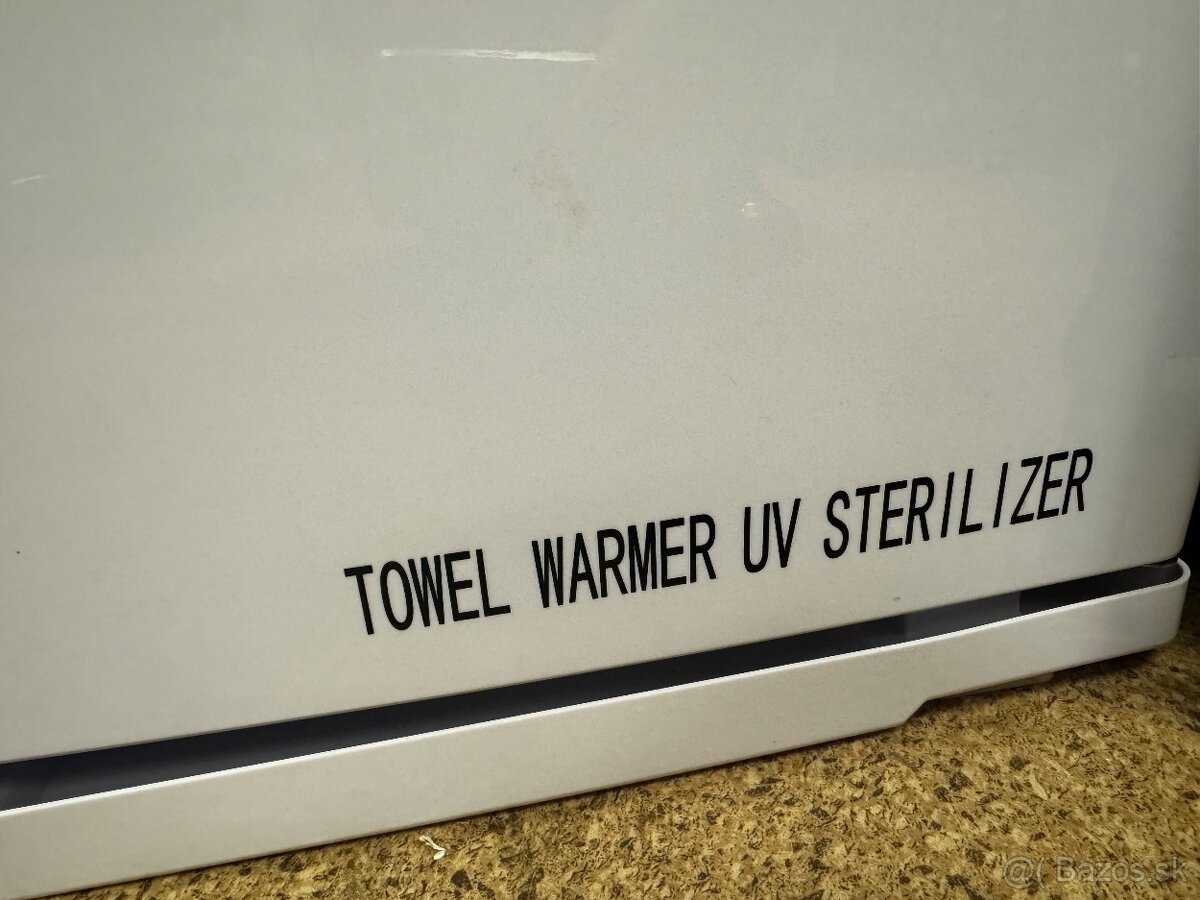 TOWEL WARMER UV STERILIZER
@( Bazos.sk